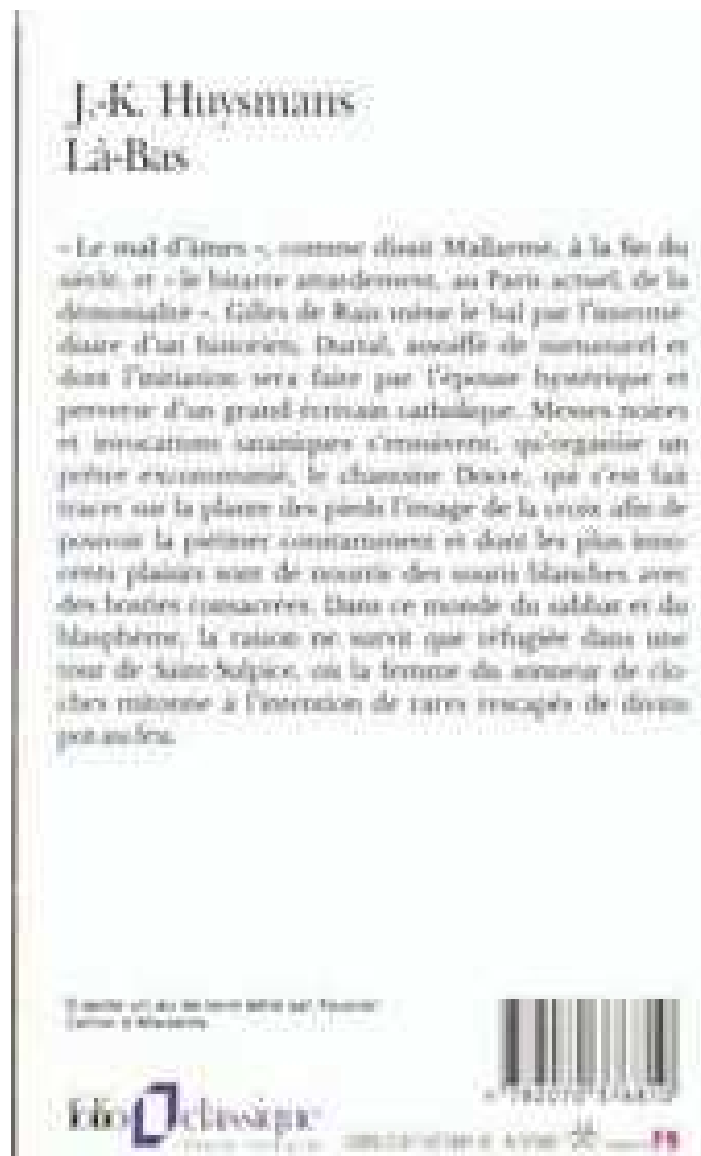 J.-K. Huysmans
Là-Bas
« Le mal d'âmes », comme disait Mallarmé, à la fin du
siècle, et « le bizarre attardement, au Paris actuel, de la
démonialité ». Gilles de Rais mène le bal par l'intermé-
diaire d'un historien, Durtal, assoiffé de surnaturel et
dont l'initiation sera faite par l'épouse hystérique et
pervertie d'un grand écrivain catholique. Messes noires
et invocations sataniques s'ensuivent, qu'organise un
prêtre excommunié, le chanoine Docre, qui s'est fait
tracer sur la plante des pieds l'image de la croix afin de
pouvoir la piétiner constamment et dont les plus inno-
cents plaisirs sont de nourrir des souris blanches avec
des hosties consacrées. Dans ce monde du sabbat et du
blasphème, la raison ne survit que réfugiée dans une
tour de Saint-Sulpice, où la femme du sonneur de clo-
ches mitonne à l'intention de rares rescapés de divins
pot-au-feu.
folio classique